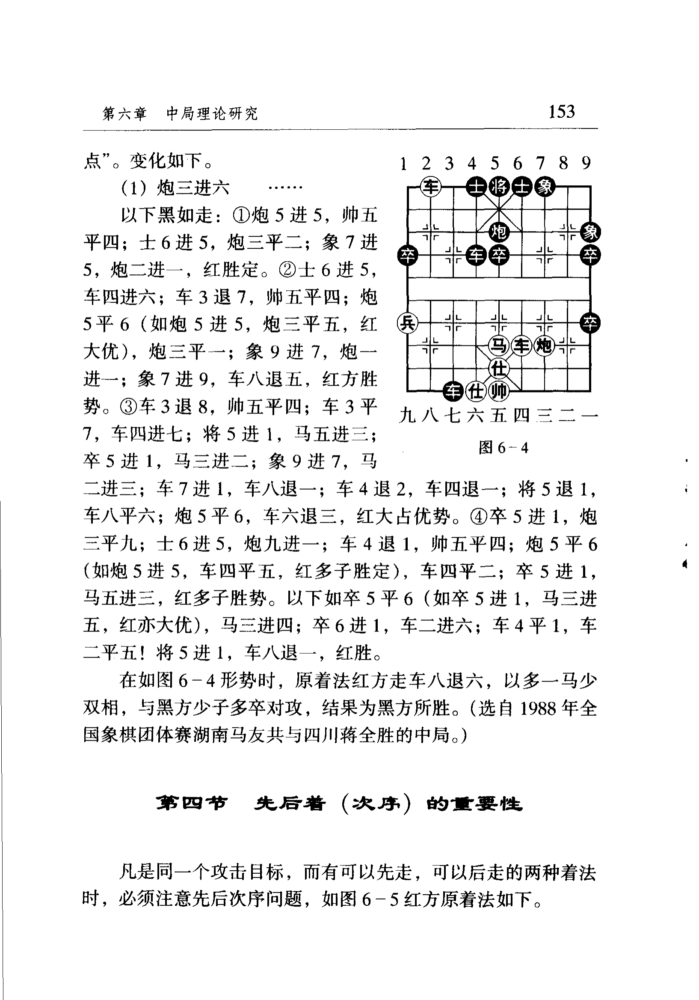 第六章 中局理论研究 153
点”。变化如下。
(1) 炮三进六 ……
以下黑如走：①炮 5 进 5，帅五
平四；士 6 进 5，炮三平二；象 7 进
5，炮二进一，红胜定。②士 6 进 5，
车四进六；车 3 退 7，帅五平四；炮
5 平 6（如炮 5 进 5，炮三平五，红
大优），炮三平一；象 9 进 7，炮一
进一；象 7 进 9，车八退五，红方胜
势。③车 3 退 8，帅五平四；车 3 平
7，车四进七；将 5 进 1，马五进三；
卒 5 进 1，马三进二；象 9 进 7，马
1 2 3 4 5 6 7 8 9
车 士 将 士 象
炮 象
卒 车 卒 卒
兵 卒
马 车 炮
仕
车 仕 帅
九 八 七 六 五 四 三 二 一
图 6-4
二进三；车 7 进 1，车八退一；车 4 退 2，车四退一；将 5 退 1，
车八平六；炮 5 平 6，车六退三，红大占优势。④卒 5 进 1，炮
三平九；士 6 进 5，炮九进一；车 4 退 1，帅五平四；炮 5 平 6
(如炮 5 进 5，车四平五，红多子胜定），车四平二；卒 5 进 1，
马五进三，红多子胜势。以下如卒 5 平 6（如卒 5 进 1，马三进
五，红亦大优），马三进四；卒 6 进 1，车二进六；车 4 平 1，车
二平五！将 5 进 1，车八退一，红胜。
在如图 6-4 形势时，原着法红方走车八退六，以多一马少
双相，与黑方少子多卒对攻，结果为黑方所胜。（选自 1988 年全
国象棋团体赛湖南马友共与四川蒋全胜的中局。）
第四节 先后着（次序）的重要性
凡是同一个攻击目标，而有可以先走，可以后走的两种着法
时，必须注意先后次序问题，如图 6-5 红方原着法如下。